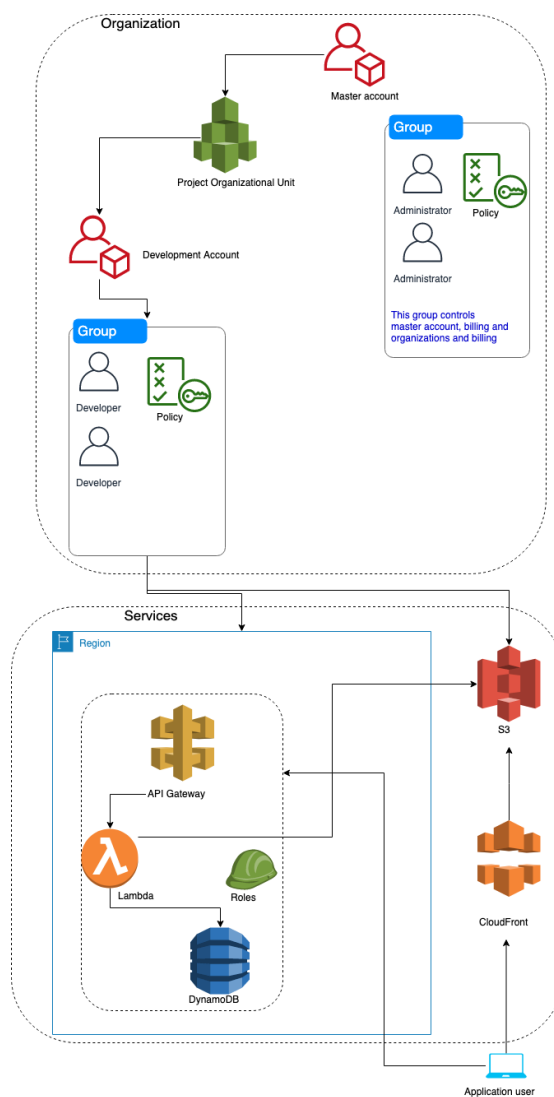 Organization
Master account
Group
Administrator
Policy
Administrator
This group controls
master account, billing and
organizations and billing
Project Organizational Unit
Development Account
Group
Developer
Policy
Developer
Services
Region
S3
API Gateway
Lambda
Roles
DynamoDB
CloudFront
Application user